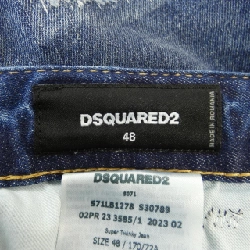 DSQUARED2
48
MADE IN ROMANIA
DSQUARED2
S71LB1178 S30789
02PR 23 3585/1 2023 02
Super Twinky Jean
SIZE 48 / 170/72A